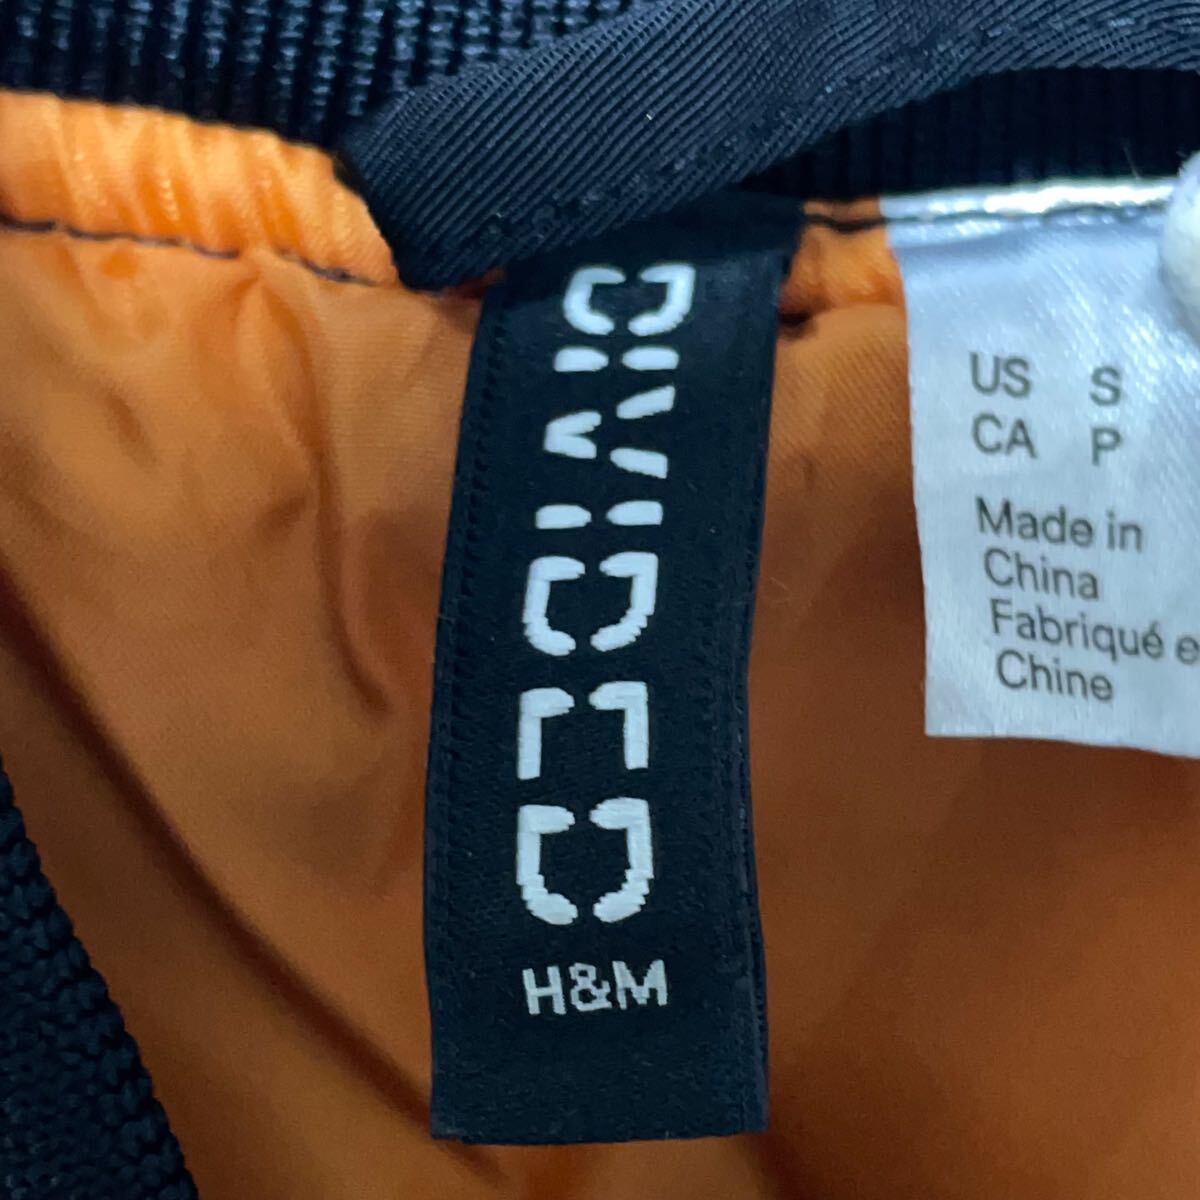 DIVIDED
H&M
US S
CA P
Made in
China
Fabriqué e
Chine